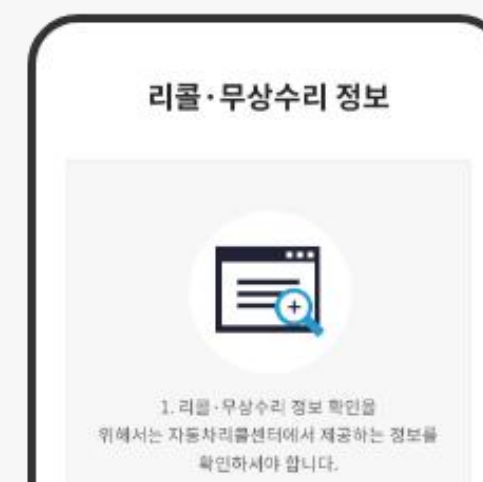 리콜·무상수리 정보
1. 리콜·무상수리 정보 확인을
위해서는 자동차리콜센터에서 제공하는 정보를
확인하셔야 합니다.